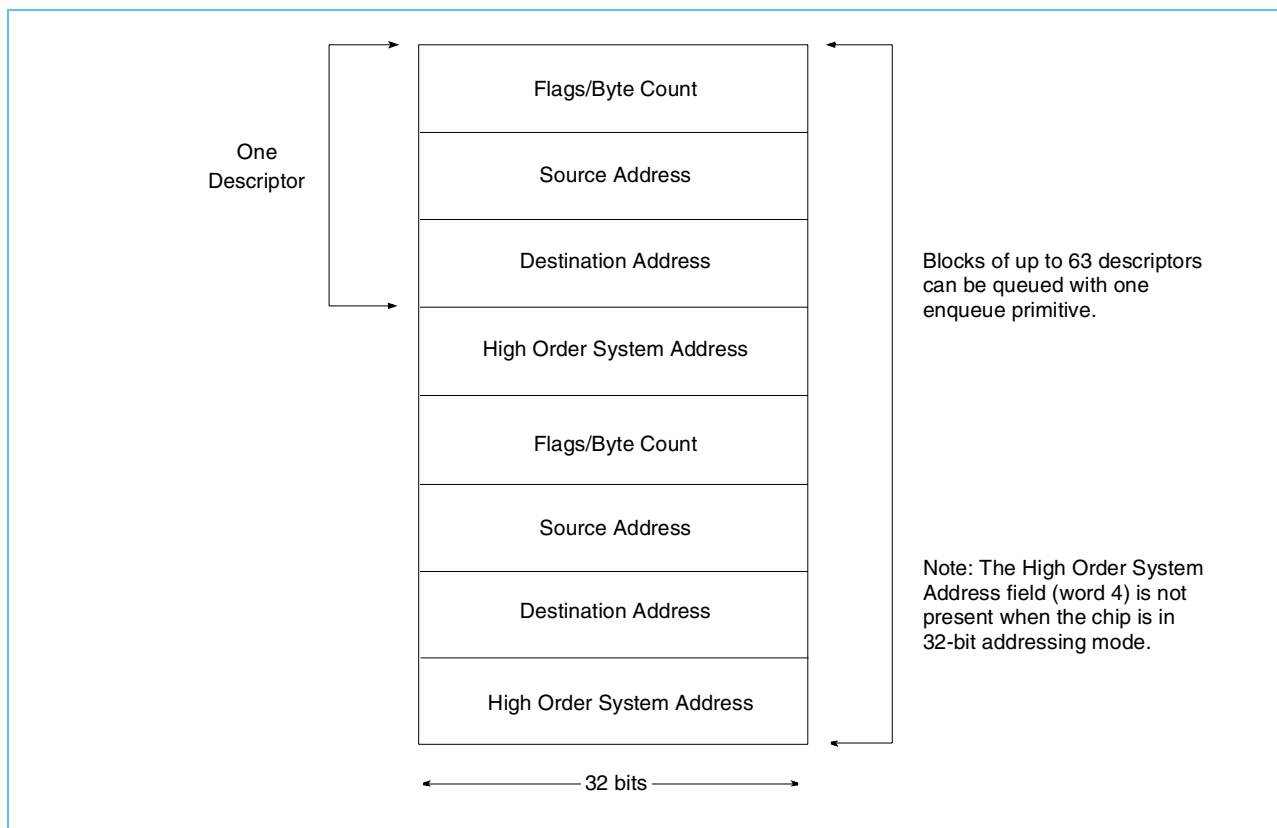 One
Descriptor
Flags/Byte Count
Source Address
Destination Address
High Order System Address
Flags/Byte Count
Source Address
Destination Address
High Order System Address
32 bits
Blocks of up to 63 descriptors
can be queued with one
enqueue primitive.
Note: The High Order System
Address field (word 4) is not
present when the chip is in
32-bit addressing mode.